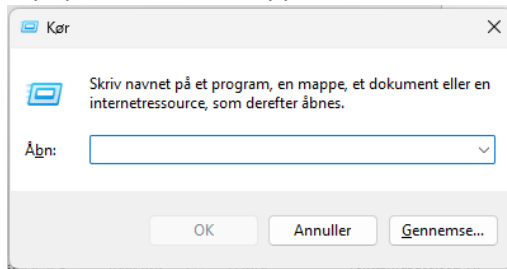 Kør
Skriv navnet på et program, en mappe, et dokument eller en
internetressource, som derefter åbnes.
Åbn:
OK
Annuller
Gennemse...